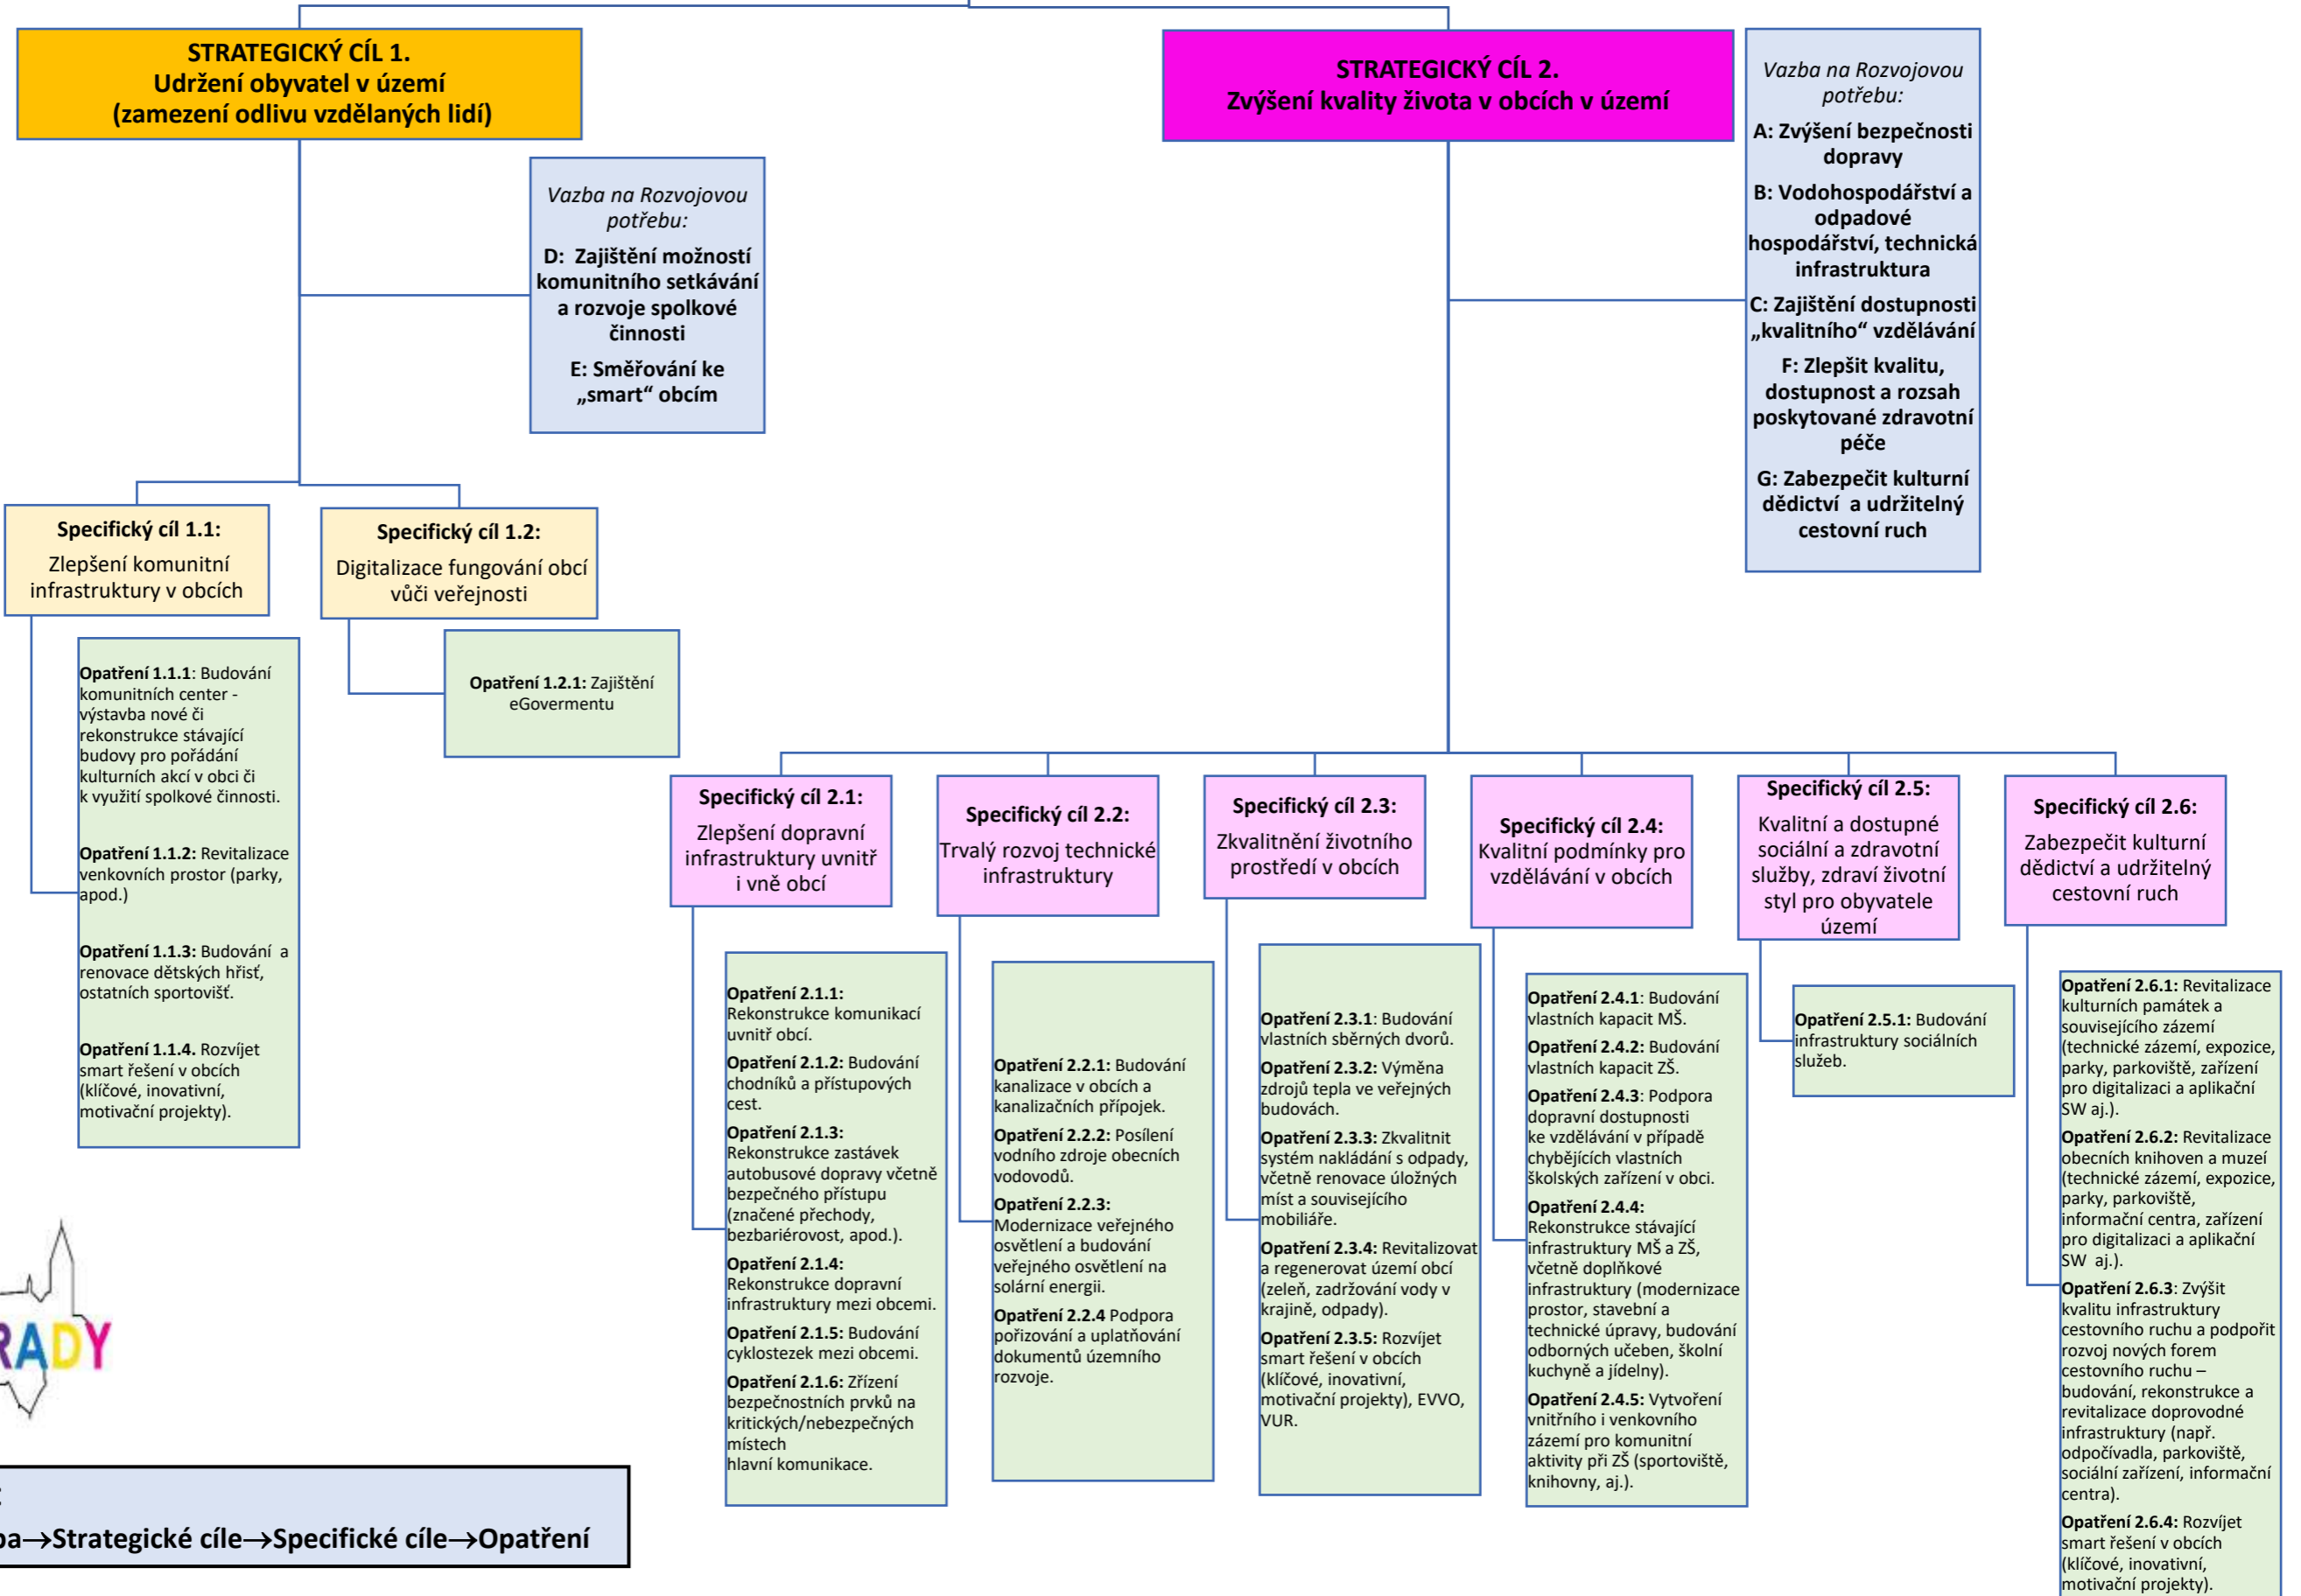 STRATEGICKÝ CÍL 1.
Udržení obyvatel v území
(zamezení odlivu vzdělaných lidí)
STRATEGICKÝ CÍL 2.
Zvýšení kvality života v obcích v území
Vazba na Rozvojovou
potřebu:
A: Zvýšení bezpečnosti
dopravy
B: Vodohospodářství a
odpadové
hospodářství, technická
infrastruktura
C: Zajištění dostupnosti
„kvalitního“ vzdělávání
F: Zlepšit kvalitu,
dostupnost a rozsah
poskytované zdravotní
péče
G: Zabezpečit kulturní
dědictví a udržitelný
cestovní ruch
Vazba na Rozvojovou
potřebu:
D: Zajištění možností
komunitního setkávání
a rozvoje spolkové
činnosti
E: Směřování ke
„smart“ obcím
Specifický cíl 1.1:
Zlepšení komunitní
infrastruktury v obcích
Specifický cíl 1.2:
Digitalizace fungování obcí
vůči veřejnosti
Opatření 1.1.1: Budování
komunitních center -
výstavba nové či
rekonstrukce stávající
budovy pro pořádání
kulturních akcí v obci či
k využití spolkové činnosti.
Opatření 1.1.2: Revitalizace
venkovních prostor (parky,
apod.)
Opatření 1.1.3: Budování a
renovace dětských hřisť,
ostatních sportovišť.
Opatření 1.1.4. Rozvíjet
smart řešení v obcích
(klíčové, inovativní,
motivační projekty).
Opatření 1.2.1: Zajištění
eGovermentu
Specifický cíl 2.1:
Zlepšení dopravní
infrastruktury uvnitř
i vně obcí
Specifický cíl 2.2:
Trvalý rozvoj technické
infrastruktury
Specifický cíl 2.3:
Zkvalitnění životního
prostředí v obcích
Specifický cíl 2.4:
Kvalitní podmínky pro
vzdělávání v obcích
Specifický cíl 2.5:
Kvalitní a dostupné
sociální a zdravotní
služby, zdraví životní
styl pro obyvatele
území
Specifický cíl 2.6:
Zabezpečit kulturní
dědictví a udržitelný
cestovní ruch
Opatření 2.1.1:
Rekonstrukce komunikací
uvnitř obcí.
Opatření 2.1.2: Budování
chodníků a přístupových
cest.
Opatření 2.1.3:
Rekonstrukce zastávek
autobusové dopravy včetně
bezpečného přístupu
(značené přechody,
bezbariérovost, apod.).
Opatření 2.1.4:
Rekonstrukce dopravní
infrastruktury mezi obcemi.
Opatření 2.1.5: Budování
cyklostezek mezi obcemi.
Opatření 2.1.6: Zřízení
bezpečnostních prvků na
kritických/nebezpečných
místech
hlavní komunikace.
Opatření 2.2.1: Budování
kanalizace v obcích a
kanalizačních přípojek.
Opatření 2.2.2: Posílení
vodního zdroje obecních
vodovodů.
Opatření 2.2.3:
Modernizace veřejného
osvětlení a budování
veřejného osvětlení na
solární energii.
Opatření 2.2.4 Podpora
pořizování a uplatňování
dokumentů územního
rozvoje.
Opatření 2.3.1: Budování
vlastních sběrných dvorů.
Opatření 2.3.2: Výměna
zdrojů tepla ve veřejných
budovách.
Opatření 2.3.3: Zkvalitnit
systém nakládání s odpady,
včetně renovace úložných
míst a souvisejícího
mobiliáře.
Opatření 2.3.4: Revitalizovat
a regenerovat území obcí
(zeleň, zadržování vody v
krajině, odpady).
Opatření 2.3.5: Rozvíjet
smart řešení v obcích
(klíčové, inovativní,
motivační projekty), EVVO,
VUR.
Opatření 2.4.1: Budování
vlastních kapacit MŠ.
Opatření 2.4.2: Budování
vlastních kapacit ZŠ.
Opatření 2.4.3: Podpora
dopravní dostupnosti
ke vzdělávání v případě
chybějících vlastních
školských zařízení v obci.
Opatření 2.4.4:
Rekonstrukce stávající
infrastruktury MŠ a ZŠ,
včetně doplňkové
infrastruktury (modernizace
prostor, stavební a
technické úpravy, budování
odborných učeben, školní
kuchyně a jídelny).
Opatření 2.4.5: Vytvoření
vnitřního i venkovního
zázemí pro komunitní
aktivity při ZŠ (sportoviště,
knihovny, aj.).
Opatření 2.5.1: Budování
infrastruktury sociálních
služeb.
Opatření 2.6.1: Revitalizace
kulturních památek a
souvisejícího zázemí
(technické zázemí, expozice,
parky, parkoviště, zařízení
pro digitalizaci a aplikační
SW aj.).
Opatření 2.6.2: Revitalizace
obecních knihoven a muzeí
(technické zázemí, expozice,
parky, parkoviště,
informační centra, zařízení
pro digitalizaci a aplikační
SW aj.).
Opatření 2.6.3: Zvýšit
kvalitu infrastruktury
cestovního ruchu a podpořit
rozvoj nových forem
cestovního ruchu –
budování, rekonstrukce a
revitalizace doprovodné
infrastruktury (např.
odpočívadla, parkoviště,
sociální zařízení, informační
centra).
Opatření 2.6.4: Rozvíjet
smart řešení v obcích
(klíčové, inovativní,
motivační projekty).
RADY
:
ba→Strategické cíle→Specifické cíle→Opatření